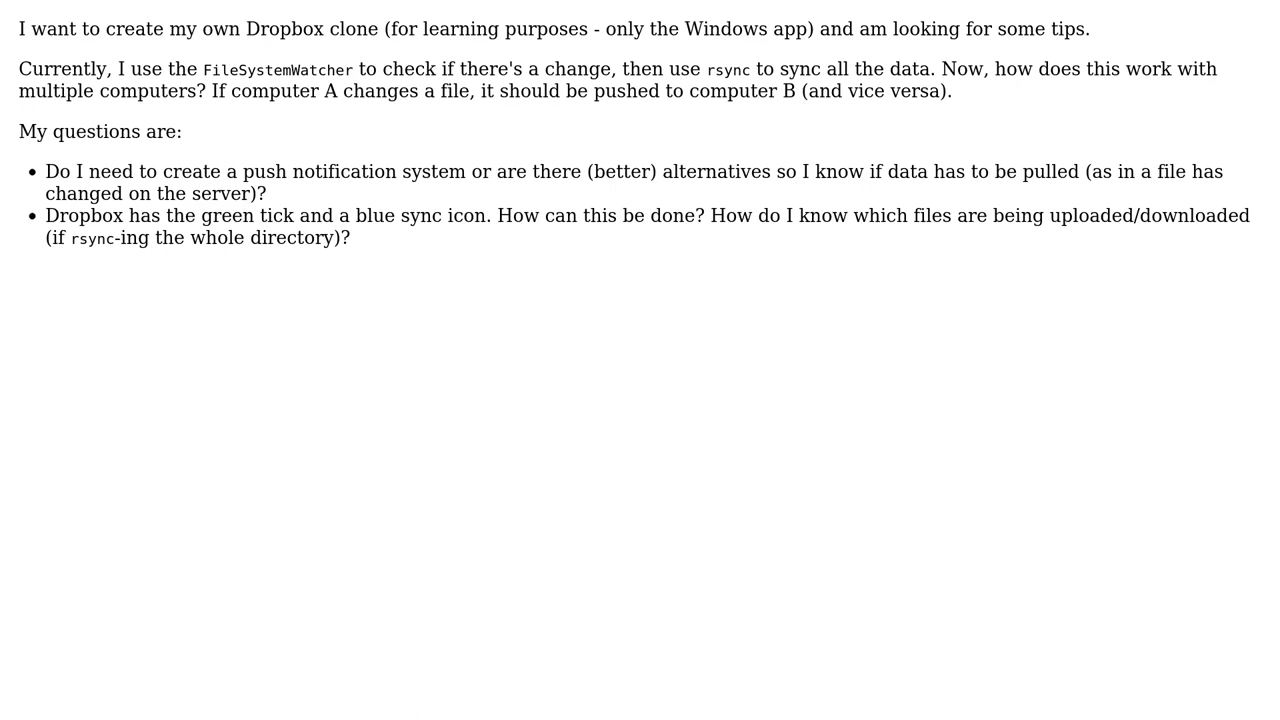 I want to create my own Dropbox clone (for learning purposes - only the Windows app) and am looking for some tips.
Currently, I use the FileSystemWatcher to check if there's a change, then use rsync to sync all the data. Now, how does this work with
multiple computers? If computer A changes a file, it should be pushed to computer B (and vice versa).
My questions are:
• Do I need to create a push notification system or are there (better) alternatives so I know if data has to be pulled (as in a file has
changed on the server)?
• Dropbox has the green tick and a blue sync icon. How can this be done? How do I know which files are being uploaded/downloaded
(if rsync-ing the whole directory)?